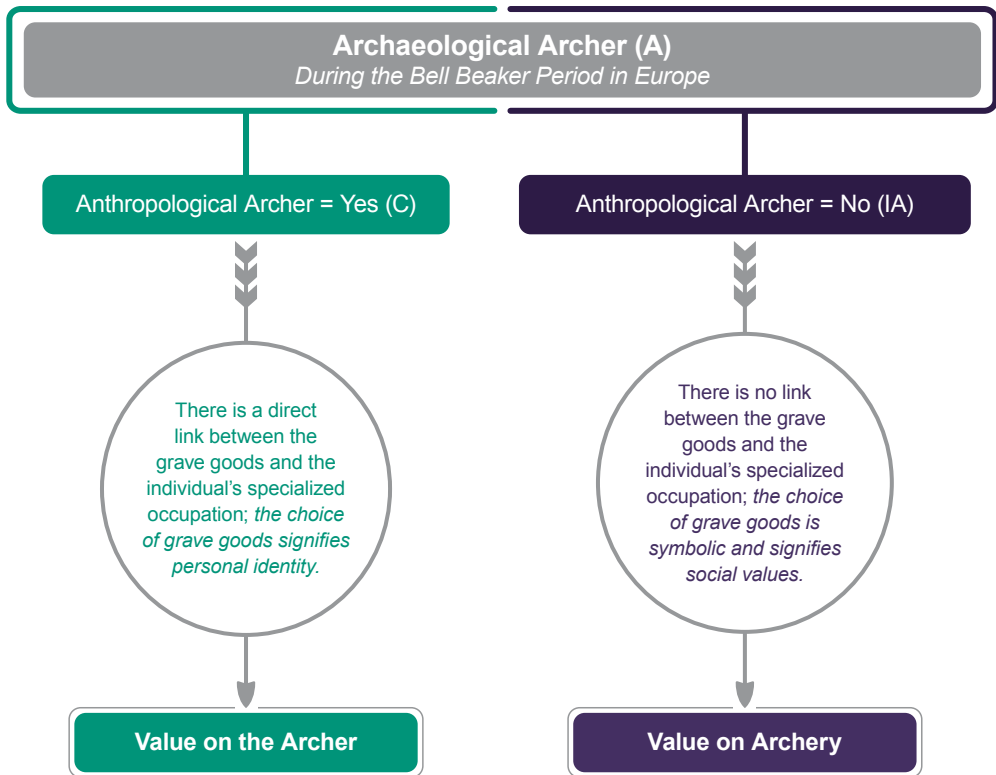 Archaeological Archer (A)
During the Bell Beaker Period in Europe
Anthropological Archer = Yes (C)
Anthropological Archer = No (IA)
There is a direct
link between the
grave goods and the
individual's specialized
occupation; the choice
of grave goods signifies
personal identity.
There is no link
between the grave
goods and the
individual's specialized
occupation; the choice
of grave goods is
symbolic and signifies
social values.
Value on the Archer
Value on Archery